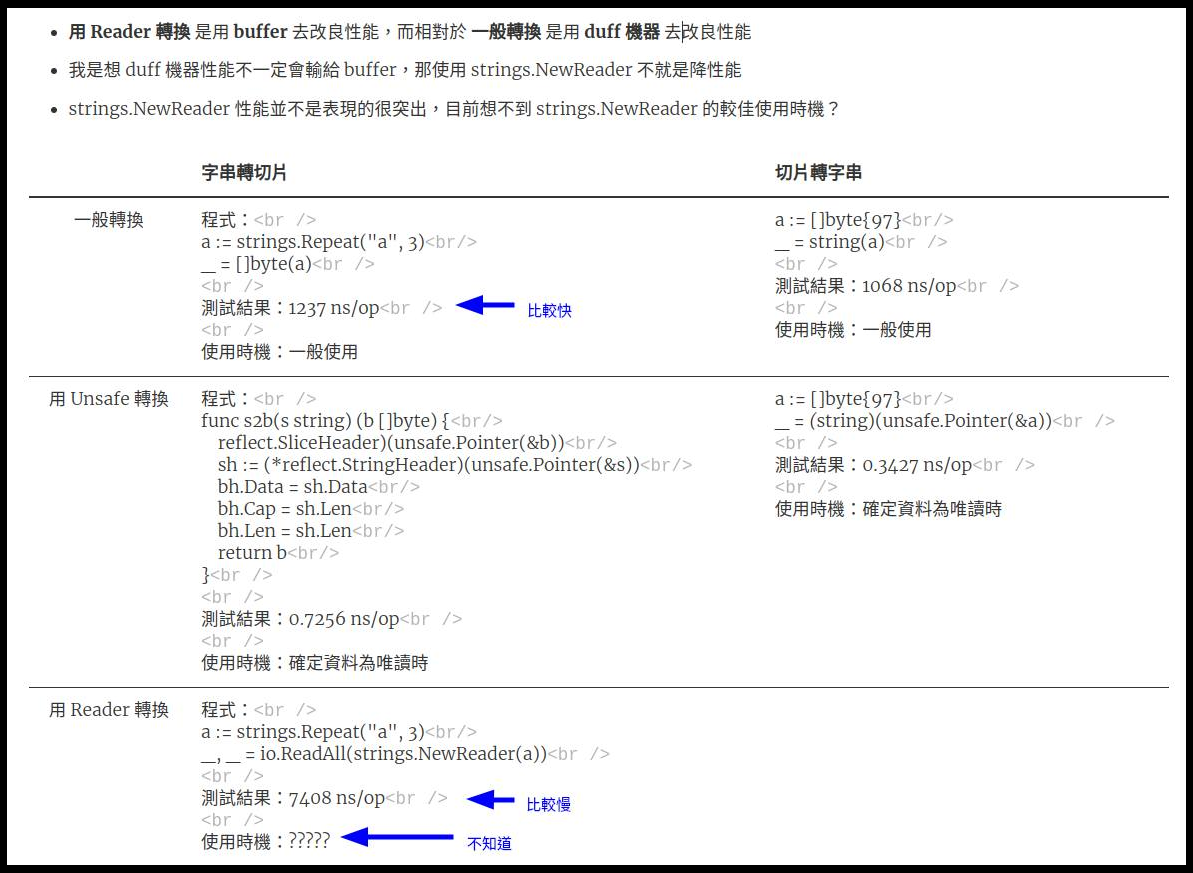 用 Reader 轉換 是用 buffer 去改良性能,而相對於 一般轉換 是用 duff 機器 去改良性能
我是想 duff 機器性能不一定會輸給 buffer,那使用 strings.NewReader 不就是降性能
strings.NewReader 性能並不是表現的很突出,目前想不到 strings.NewReader 的較佳使用時機?
字串轉切片
切片轉字串
一般轉換
程式:<br />
a := strings.Repeat("a", 3)<br/>
_ = []byte(a)<br />
<br />
測試結果:1237 ns/op<br />
比較快
<br />
使用時機:一般使用
a := []byte{97}<br/>
_ = string(a)<br />
<br />
測試結果:1068 ns/op<br />
<br />
使用時機:一般使用
用 Unsafe 轉換
程式:<br />
func s2b(s string) (b []byte) {<br/>
reflect.SliceHeader)(unsafe.Pointer(&b))<br/>
sh := (*reflect.StringHeader)(unsafe.Pointer(&s))<br/>
bh.Data = sh.Data<br/>
bh.Cap = sh.Len<br/>
bh.Len = sh.Len<br/>
return b<br/>
}<br />
<br />
測試結果:0.7256 ns/op<br />
<br />
使用時機:確定資料為唯讀時
a := []byte{97}<br/>
_ = (string)(unsafe.Pointer(&a))<br />
<br />
測試結果:0.3427 ns/op<br />
<br />
使用時機:確定資料為唯讀時
用 Reader 轉換
程式:<br />
a := strings.Repeat("a", 3)<br/>
_, _ = io.ReadAll(strings.NewReader(a))<br />
<br />
測試結果:7408 ns/op<br />
比較慢
<br />
使用時機:?????
不知道